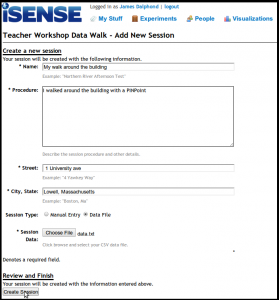 iSENSE
Logged in as James Dalphond | logout
My Stuff Experiments People Visualizations
Teacher Workshop Data Walk - Add New Session
Create a new session
Your session will be created with the following information.
* Name: My walk around the building
Example: "Northern River Afternoon Test"
* Procedure: I walked around the building with a PINPoint
Describe the session procedure and other details.
* Street: 1 University ave
Example: "4 Yawkey Way"
* City, State: Lowell, Massachusetts
Example: "Boston, Ma"
Session Type: Manual Entry Data File
* Session Data: Choose File data.txt
Click browse and select your CSV data file.
Denotes a required field.
Review and Finish
Your session will be created with the information entered above.
Create Session